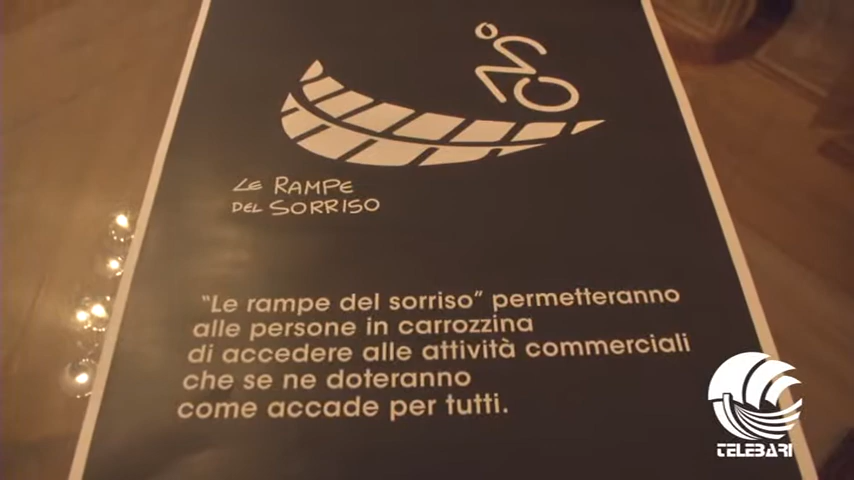 LE RAMPE
DEL SORRISO
"Le rampe del sorriso" permetteranno
alle persone in carrozzina
di accedere alle attività commerciali
che se ne doteranno
come accade per tutti.
TELEBARI